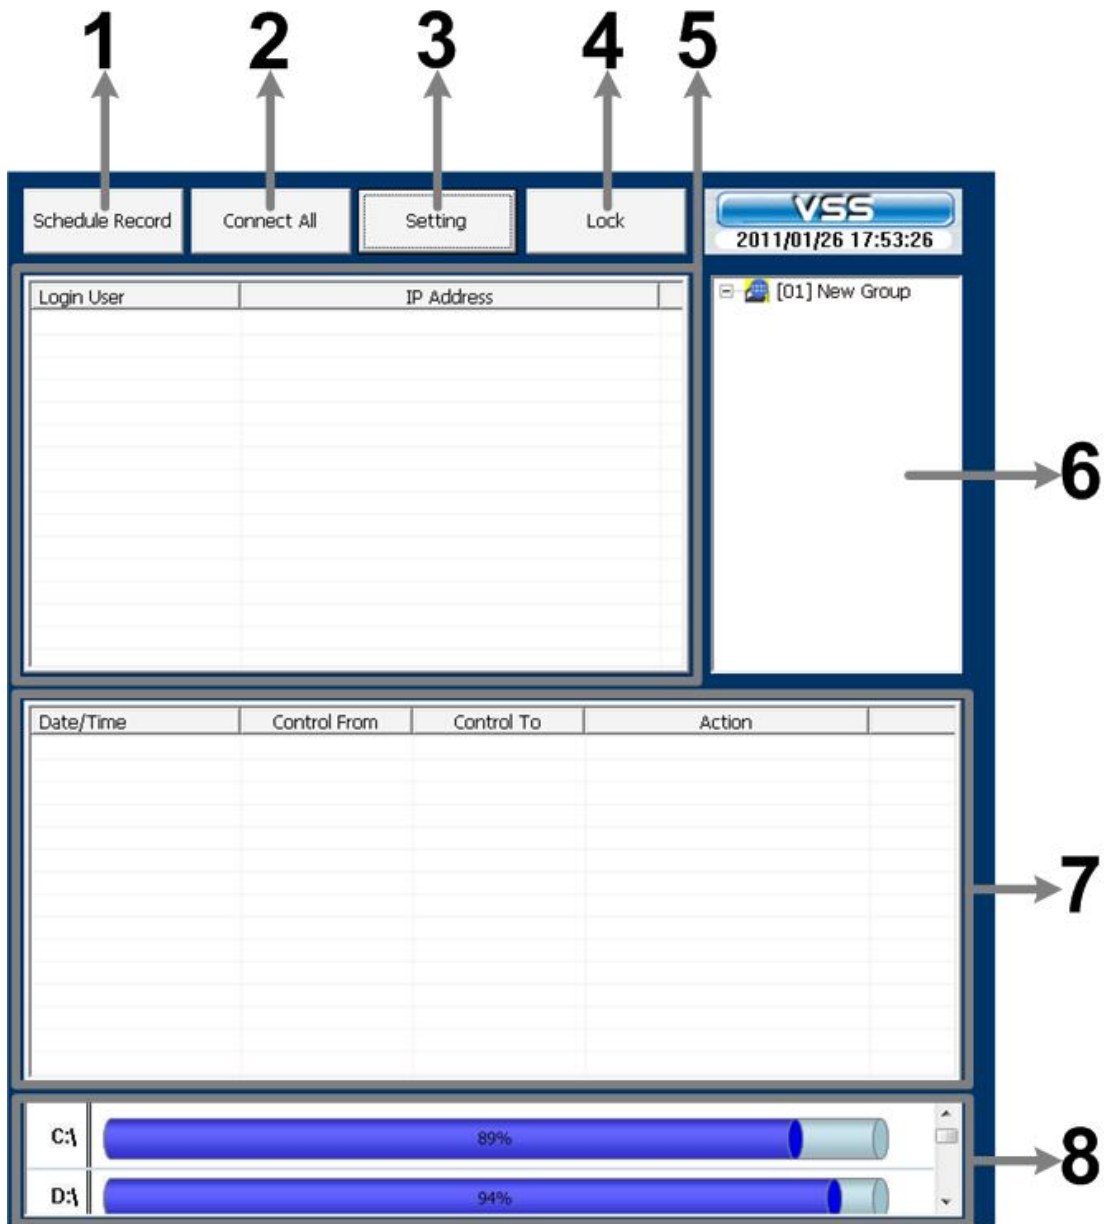 1 2 3 4 5
Schedule Record Connect All Setting Lock VSS
2011/01/26 17:53:26
Login User IP Address [01] New Group
6
Date/Time Control From Control To Action
7
C:\ 89%
8
D:\ 94%